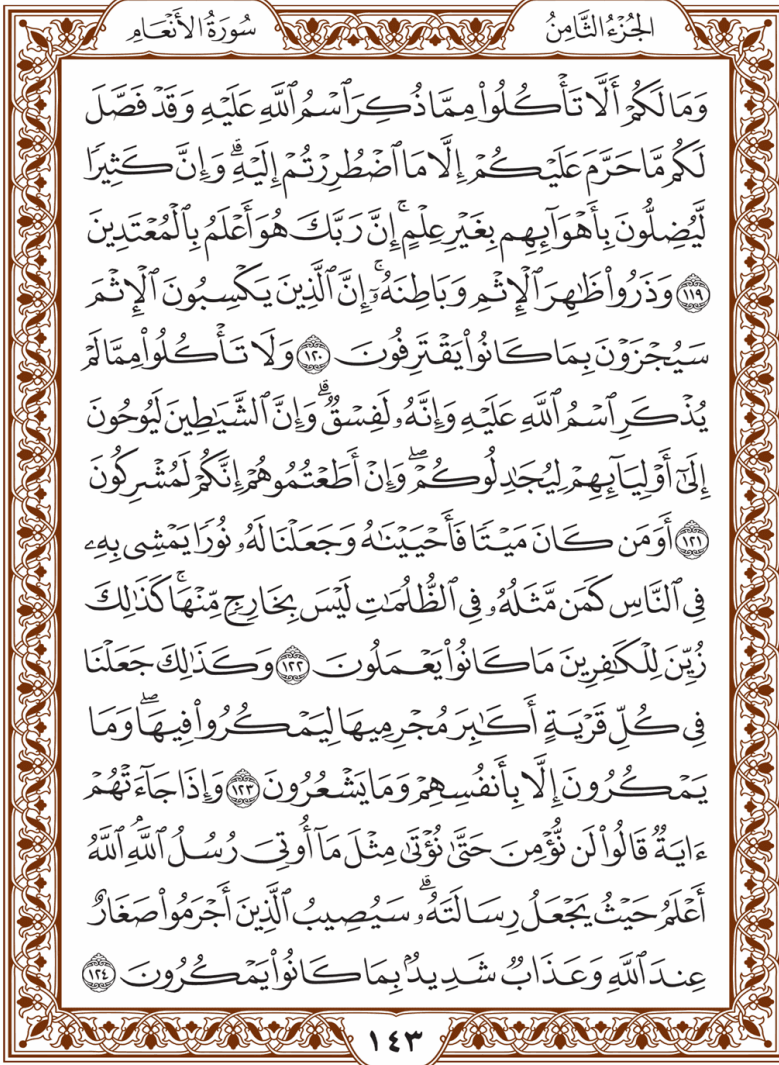 الجُزْءُ الثَّامِنُ
سُورَةُ الأَنْعَامِ
وَمَا لَكُمْ أَلَّا تَأْكُلُوا۟ مِمَّا ذُكِرَ ٱسْمُ ٱللَّهِ عَلَيْهِ وَقَدْ فَصَّلَ
لَكُم مَّا حَرَّمَ عَلَيْكُمْ إِلَّا مَا ٱضْطُرِرْتُمْ إِلَيْهِۗ وَإِنَّ كَثِيرًا
لَّيُضِلُّونَ بِأَهْوَآئِهِم بِغَيْرِ عِلْمٍۚ إِنَّ رَبَّكَ هُوَ أَعْلَمُ بِٱلْمُعْتَدِينَ
١١٩ وَذَرُوا۟ ظَٰهِرَ ٱلْإِثْمِ وَبَاطِنَهُۥٓۚ إِنَّ ٱلَّذِينَ يَكْسِبُونَ ٱلْإِثْمَ
سَيُجْزَوْنَ بِمَا كَانُوا۟ يَقْتَرِفُونَ ١٢٠ وَلَا تَأْكُلُوا۟ مِمَّا لَمْ
يُذْكَرِ ٱسْمُ ٱللَّهِ عَلَيْهِ وَإِنَّهُۥ لَفِسْقٌۗ وَإِنَّ ٱلشَّيَٰطِينَ لَيُوحُونَ
إِلَىٰٓ أَوْلِيَآئِهِمْ لِيُجَٰدِلُوكُمْۖ وَإِنْ أَطَعْتُمُوهُمْ إِنَّكُمْ لَمُشْرِكُونَ
١٢١ أَوَمَن كَانَ مَيْتًا فَأَحْيَيْنَٰهُ وَجَعَلْنَا لَهُۥ نُورًا يَمْشِى بِهِۦ
فِى ٱلنَّاسِ كَمَن مَّثَلُهُۥ فِى ٱلظُّلُمَٰتِ لَيْسَ بِخَارِجٍ مِّنْهَاۚ كَذَٰلِكَ
زُيِّنَ لِلْكَٰفِرِينَ مَا كَانُوا۟ يَعْمَلُونَ ١٢٢ وَكَذَٰلِكَ جَعَلْنَا
فِى كُلِّ قَرْيَةٍ أَكَٰبِرَ مُجْرِمِيهَا لِيَمْكُرُوا۟ فِيهَاۖ وَمَا
يَمْكُرُونَ إِلَّا بِأَنفُسِهِمْ وَمَا يَشْعُرُونَ ١٢٣ وَإِذَا جَآءَتْهُمْ
ءَايَةٌ قَالُوا۟ لَن نُّؤْمِنَ حَتَّىٰ نُؤْتَىٰ مِثْلَ مَآ أُوتِىَ رُسُلُ ٱللَّهِۘ ٱللَّهُ
أَعْلَمُ حَيْثُ يَجْعَلُ رِسَالَتَهُۥۗ سَيُصِيبُ ٱلَّذِينَ أَجْرَمُوا۟ صَغَارٌ
عِندَ ٱللَّهِ وَعَذَابٌ شَدِيدٌۢ بِمَا كَانُوا۟ يَمْكُرُونَ ١٢٤
١٤٣